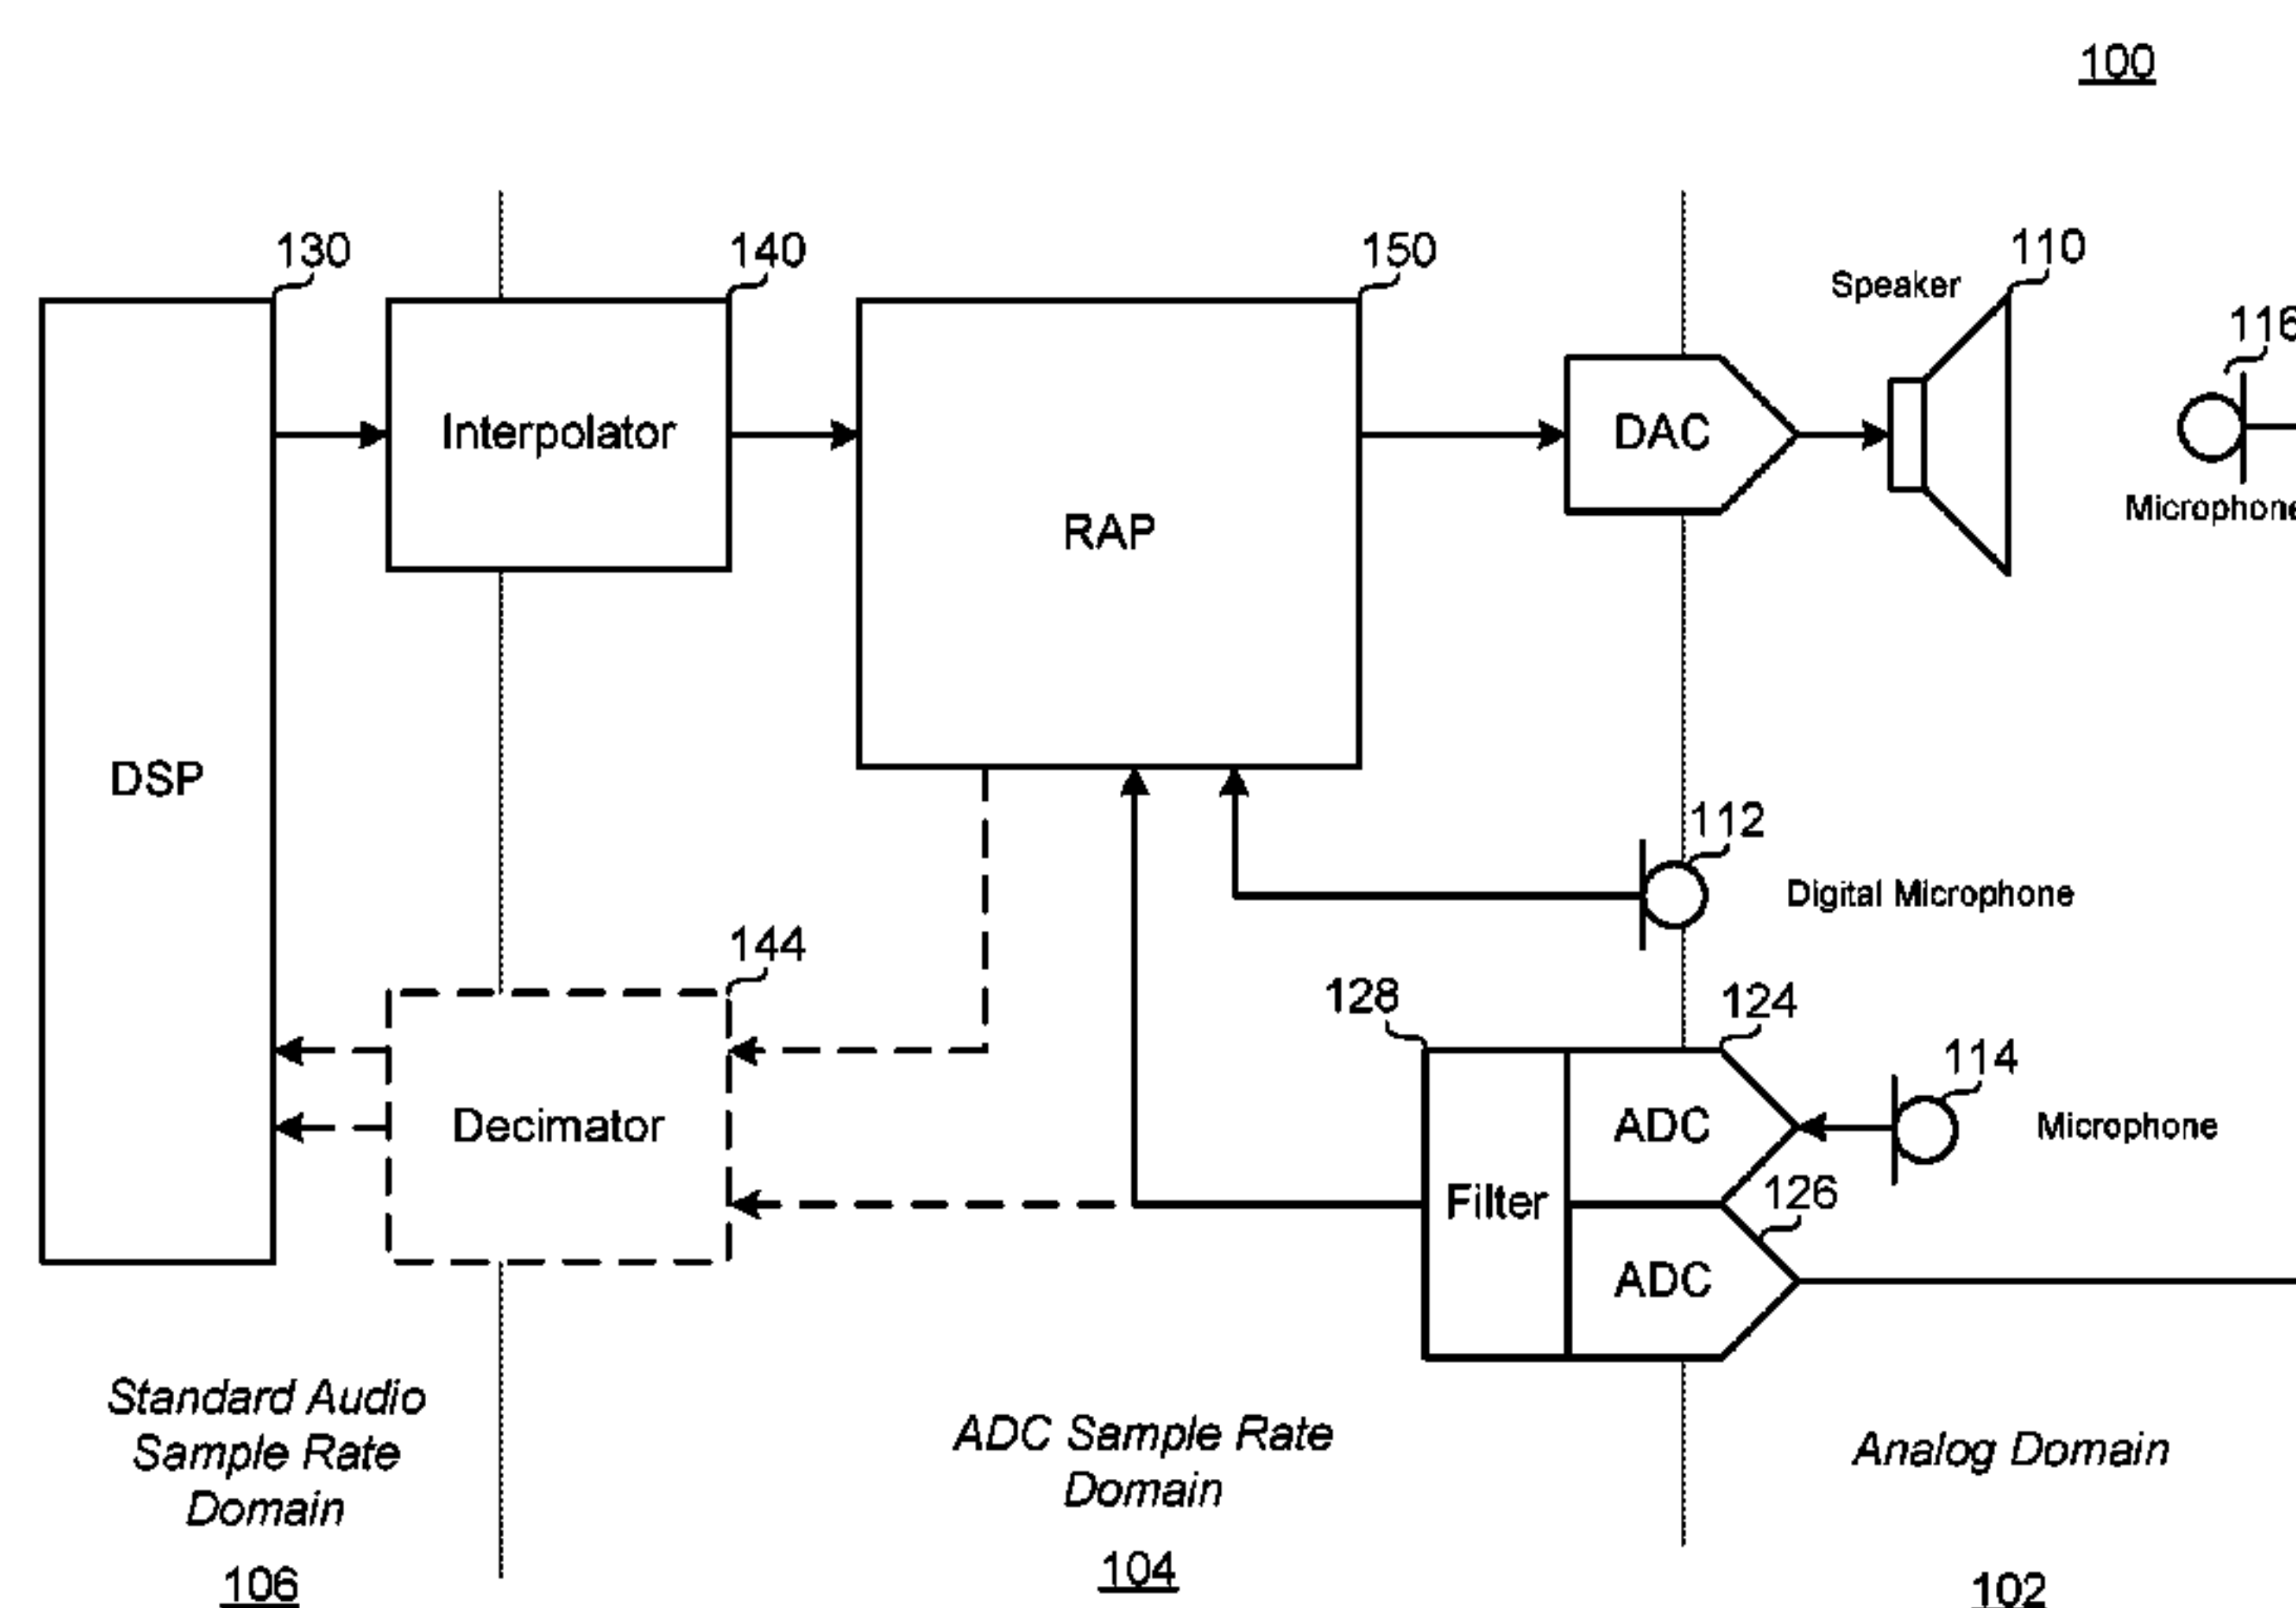 100
130
140
150
110
Speaker
116
Interpolator
DAC
RAP
Microphone
DSP
112
Digital Microphone
144
128
124
114
Decimator
ADC
Microphone
126
Filter
ADC
Standard Audio
Sample Rate
Domain
106
ADC Sample Rate
Domain
104
Analog Domain
102